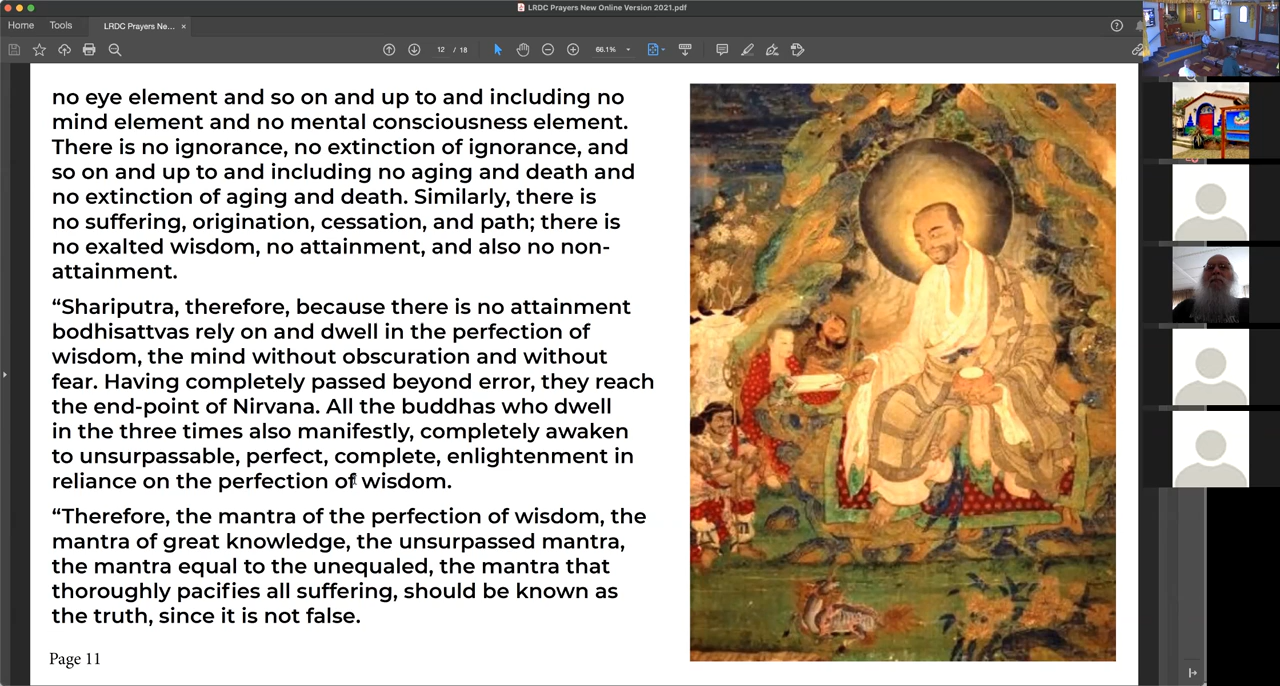 LRDC Prayers New Online Version 2021.pdf
Home Tools LRDC Prayers Ne... ×
12 / 18 66.1%
no eye element and so on and up to and including no
mind element and no mental consciousness element.
There is no ignorance, no extinction of ignorance, and
so on and up to and including no aging and death and
no extinction of aging and death. Similarly, there is
no suffering, origination, cessation, and path; there is
no exalted wisdom, no attainment, and also no non-
attainment.
“Shariputra, therefore, because there is no attainment
bodhisattvas rely on and dwell in the perfection of
wisdom, the mind without obscuration and without
fear. Having completely passed beyond error, they reach
the end-point of Nirvana. All the buddhas who dwell
in the three times also manifestly, completely awaken
to unsurpassable, perfect, complete, enlightenment in
reliance on the perfection of wisdom.
“Therefore, the mantra of the perfection of wisdom, the
mantra of great knowledge, the unsurpassed mantra,
the mantra equal to the unequaled, the mantra that
thoroughly pacifies all suffering, should be known as
the truth, since it is not false.
Page 11